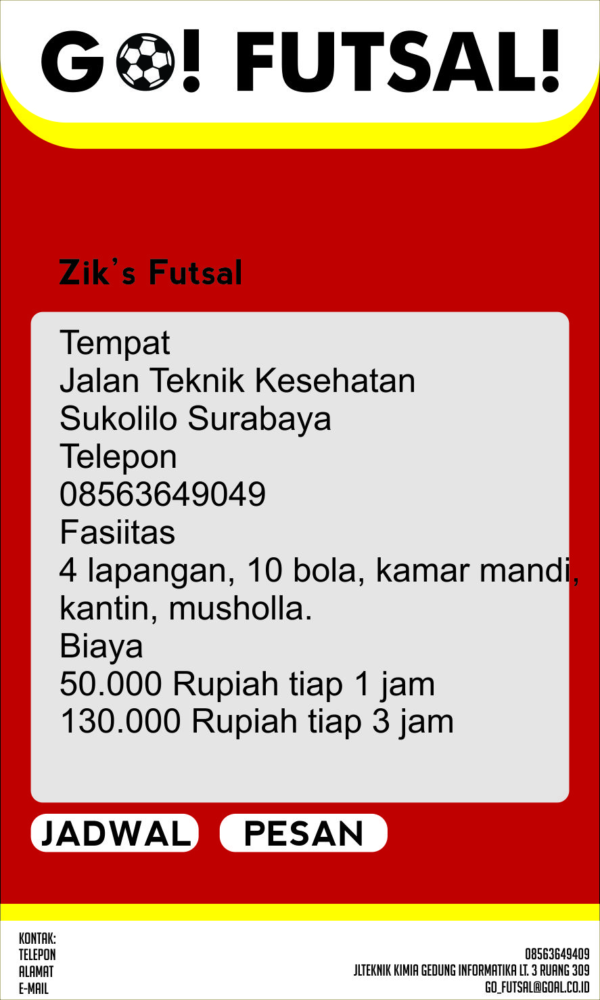 GO! FUTSAL!
Zik's Futsal
Tempat
Jalan Teknik Kesehatan
Sukolilo Surabaya
Telepon
08563649049
Fasiitas
4 lapangan, 10 bola, kamar mandi,
kantin, musholla.
Biaya
50.000 Rupiah tiap 1 jam
130.000 Rupiah tiap 3 jam
JADWAL PESAN
KONTAK:
TELEPON 08563649409
ALAMAT JLTEKNIK KIMIA GEDUNG INFORMATIKA LT. 3 RUANG 309
E-MAIL GO_FUTSAL@GOAL.CO.ID